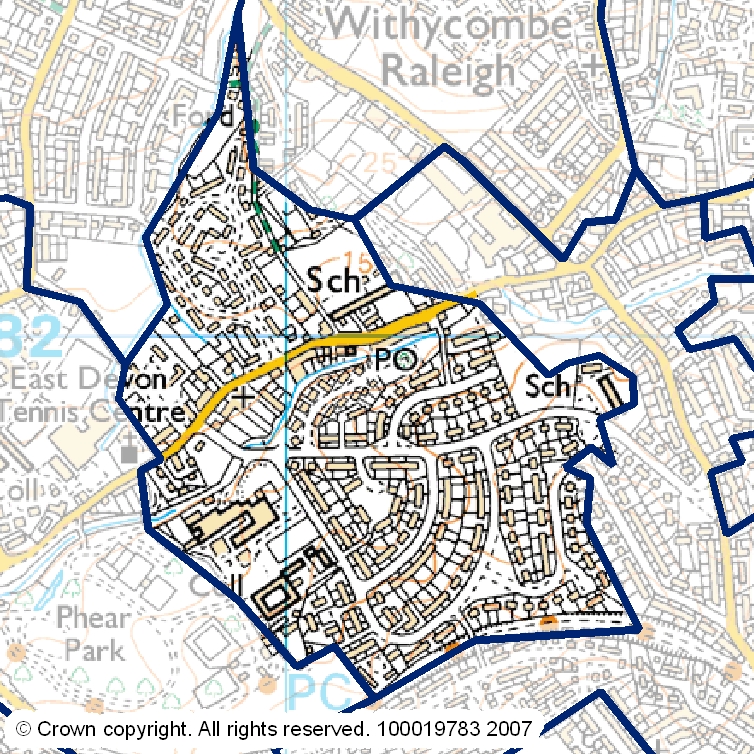 Withycombe
Raleigh
Ford
25
Sch
15
82
PO
East Devon
Tennis Centre
Sch
Coll
Coll
Phear
Park
PC
© Crown copyright. All rights reserved. 100019783 2007